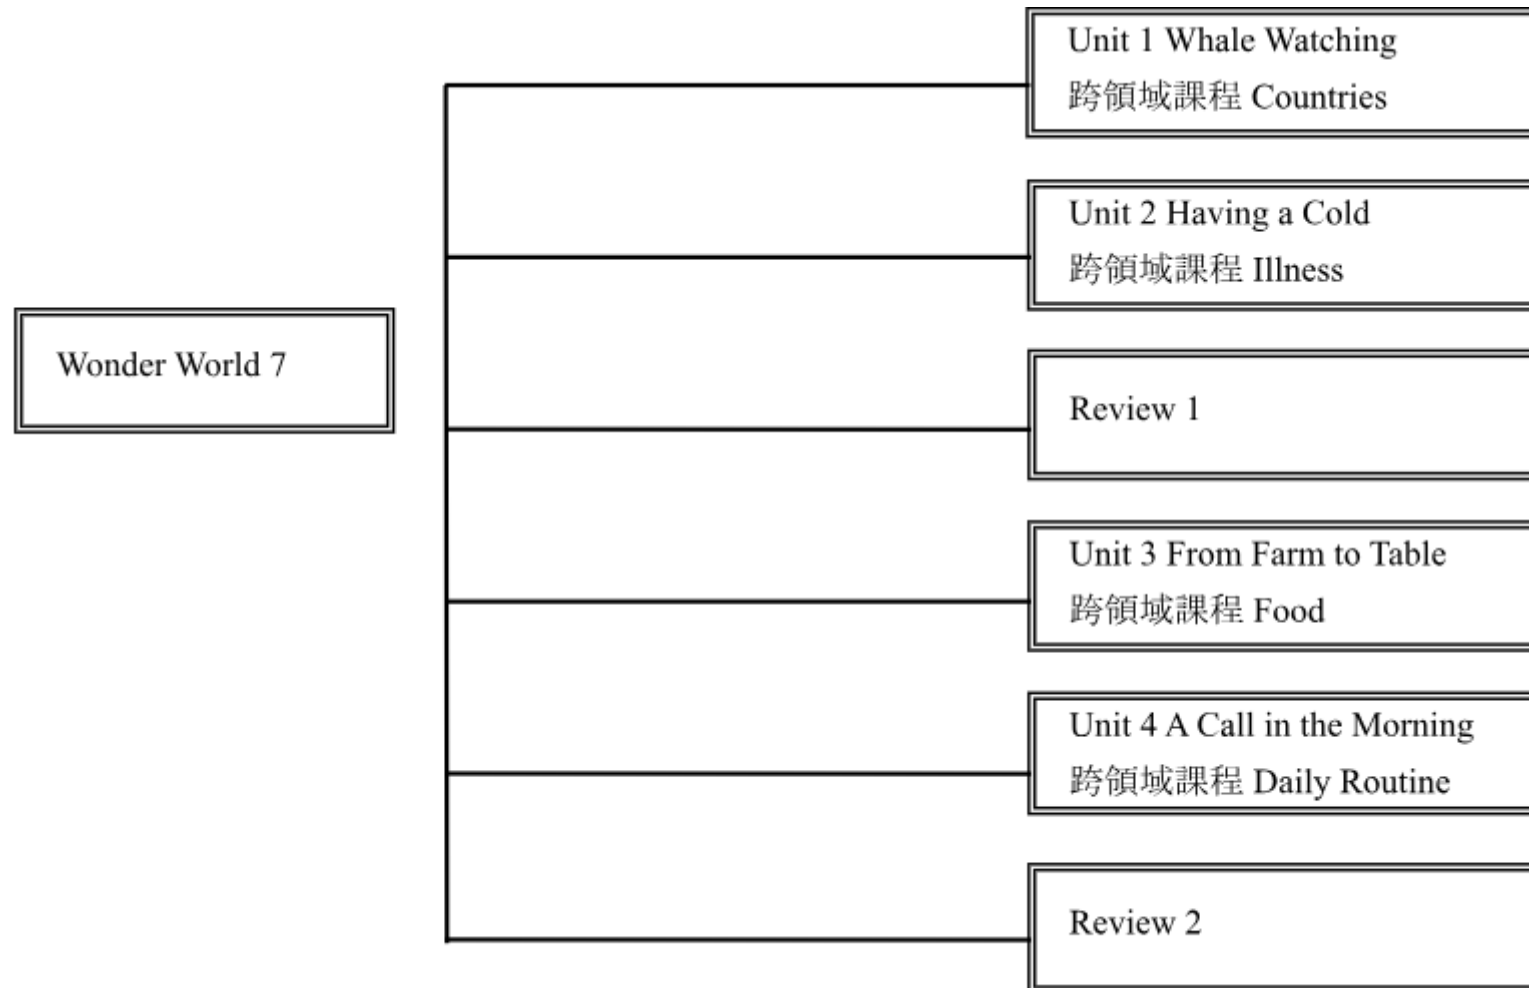 Wonder World 7
Unit 1 Whale Watching
跨領域課程 Countries
Unit 2 Having a Cold
跨領域課程 Illness
Review 1
Unit 3 From Farm to Table
跨領域課程 Food
Unit 4 A Call in the Morning
跨領域課程 Daily Routine
Review 2